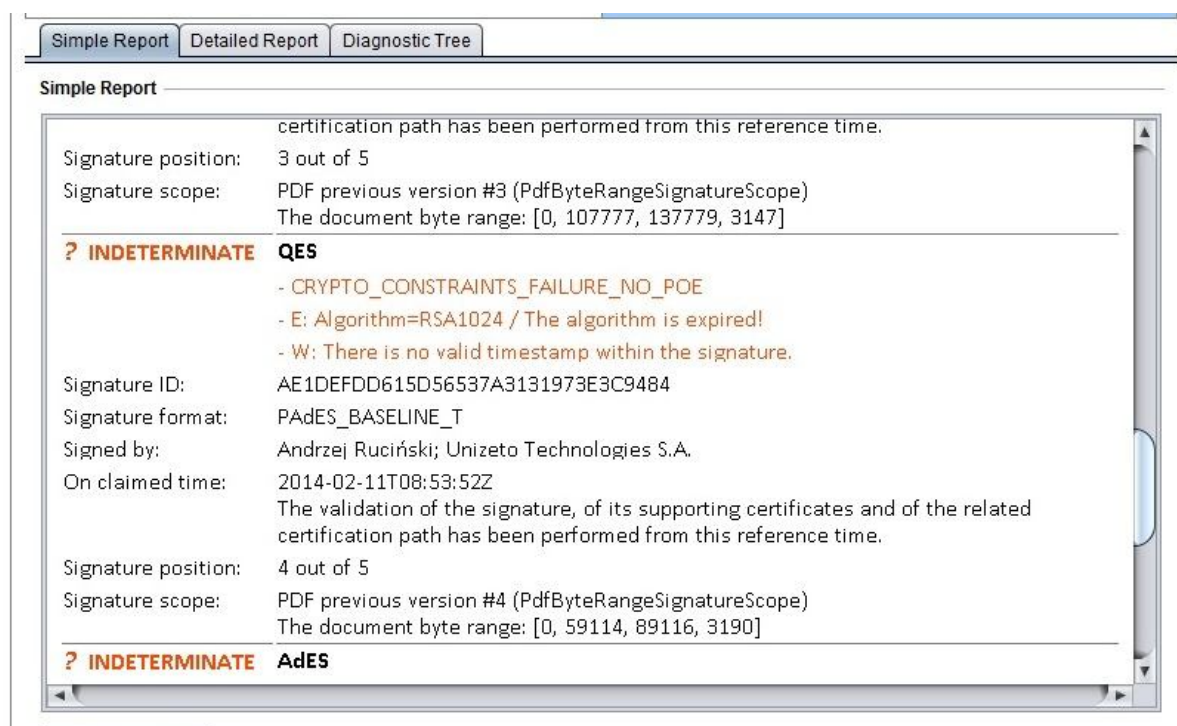 Simple Report Detailed Report Diagnostic Tree
Simple Report
certification path has been performed from this reference time.
Signature position: 3 out of 5
Signature scope: PDF previous version #3 (PdfByteRangeSignatureScope)
The document byte range: [0, 107777, 137779, 3147]
? INDETERMINATE QES
- CRYPTO_CONSTRAINTS_FAILURE_NO_POE
- E: Algorithm=RSA1024 / The algorithm is expired!
- W: There is no valid timestamp within the signature.
Signature ID: AE1DEFDD615D56537A3131973E3C9484
Signature format: PAdES_BASELINE_T
Signed by: Andrzej Ruciński; Unizeto Technologies S.A.
On claimed time: 2014-02-11T08:53:52Z
The validation of the signature, of its supporting certificates and of the related
certification path has been performed from this reference time.
Signature position: 4 out of 5
Signature scope: PDF previous version #4 (PdfByteRangeSignatureScope)
The document byte range: [0, 59114, 89116, 3190]
? INDETERMINATE AdES